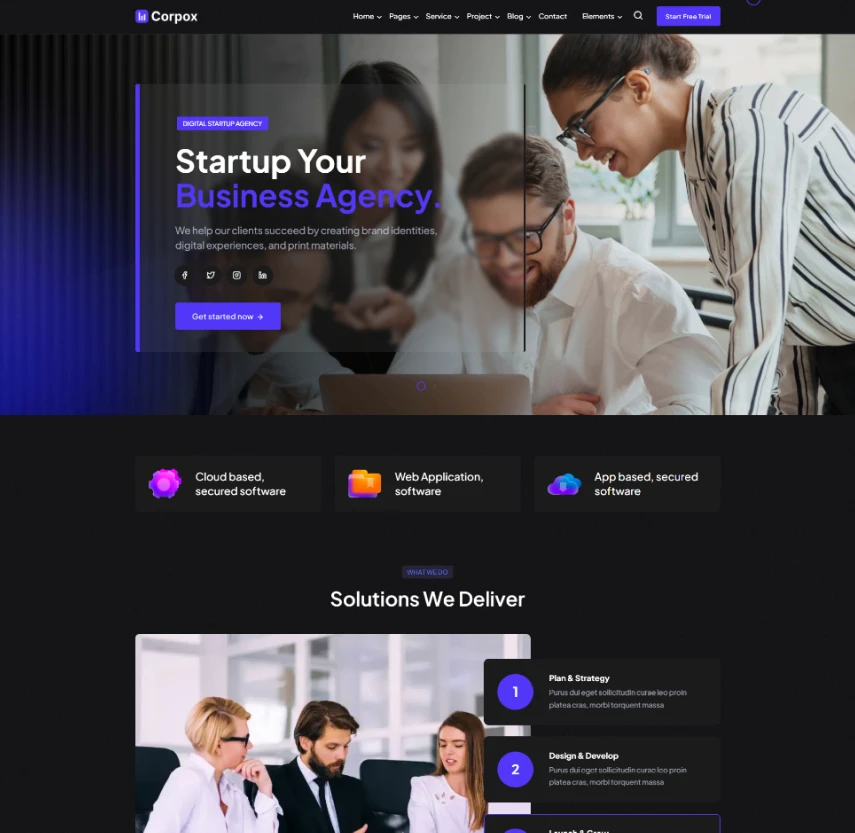 Corpox
Home
Pages
Service
Project
Blog
Contact
Elements
Start Free Trial
DIGITAL STARTUP AGENCY
Startup Your
Business Agency.
We help our clients succeed by creating brand identities,
digital experiences, and print materials.
Get started now →
Cloud based,
secured software
Web Application,
software
App based, secured
software
WHAT WE DO
Solutions We Deliver
1
Plan & Strategy
Purus dui eget sollicitudin curae leo proin
platea cras, morbi torquent massa
2
Design & Develop
Purus dui eget sollicitudin curae leo proin
platea cras, morbi torquent massa